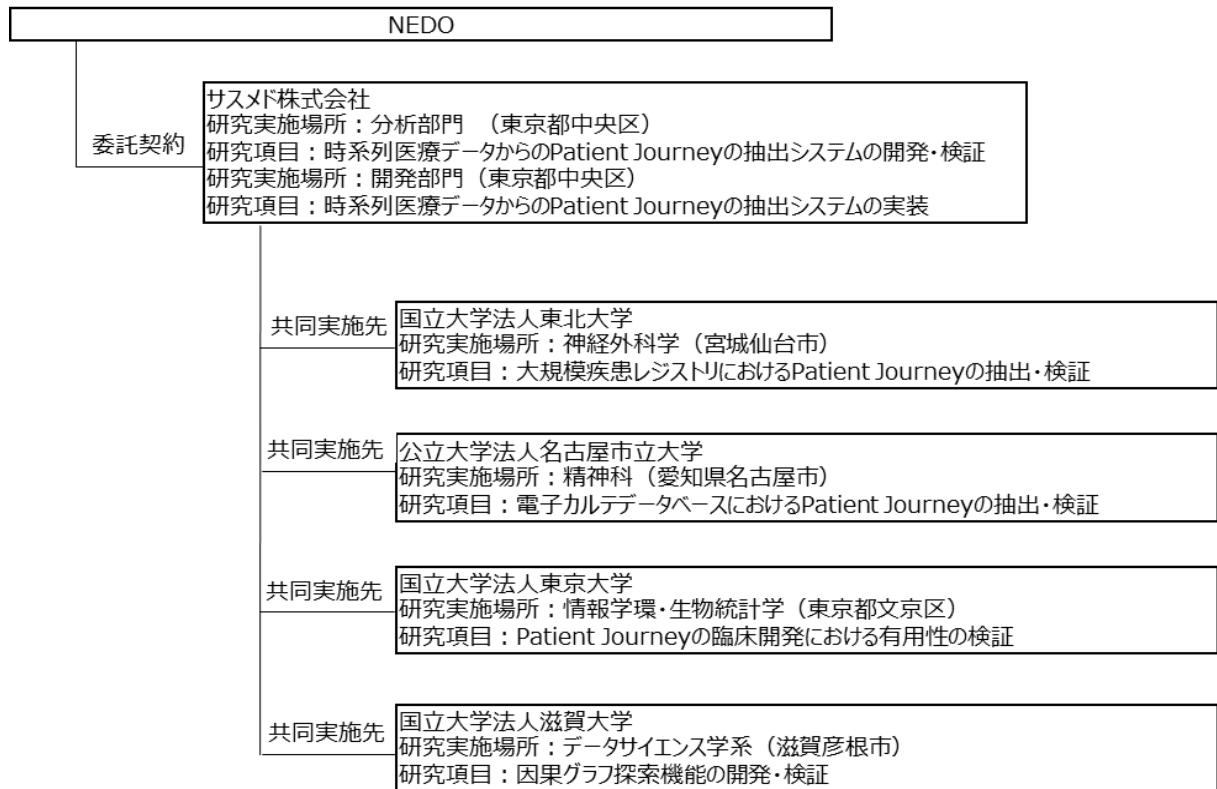 NEDO
委託契約
サスメド株式会社
研究実施場所：分析部門　（東京都中央区）
研究項目：時系列医療データからのPatient Journeyの抽出システムの開発・検証
研究実施場所：開発部門（東京都中央区）
研究項目：時系列医療データからのPatient Journeyの抽出システムの実装
共同実施先
国立大学法人東北大学
研究実施場所：神経外科学（宮城仙台市）
研究項目：大規模疾患レジストリにおけるPatient Journeyの抽出・検証
共同実施先
公立大学法人名古屋市立大学
研究実施場所：精神科（愛知県名古屋市）
研究項目：電子カルテデータベースにおけるPatient Journeyの抽出・検証
共同実施先
国立大学法人東京大学
研究実施場所：情報学環・生物統計学（東京都文京区）
研究項目：Patient Journeyの臨床開発における有用性の検証
共同実施先
国立大学法人滋賀大学
研究実施場所：データサイエンス学系（滋賀彦根市）
研究項目：因果グラフ探索機能の開発・検証